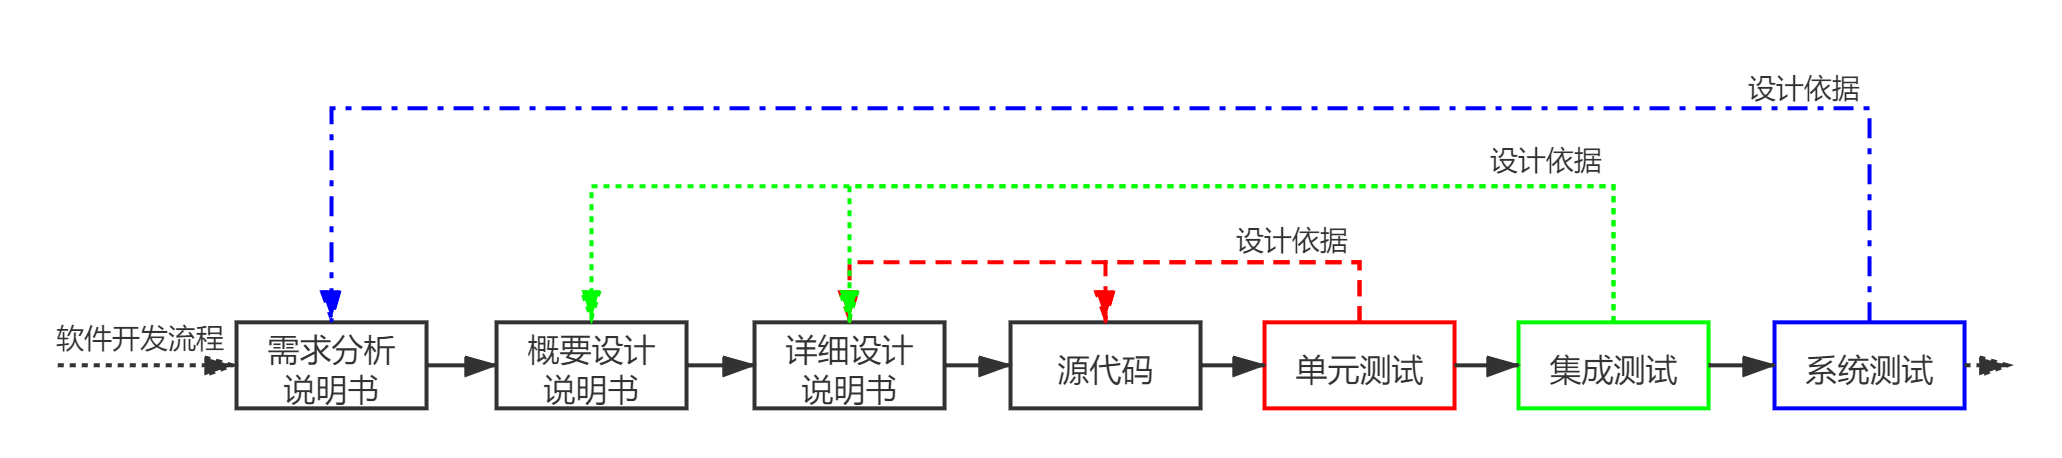 设计依据
设计依据
设计依据
软件开发流程
需求分析
说明书
概要设计
说明书
详细设计
说明书
源代码
单元测试
集成测试
系统测试